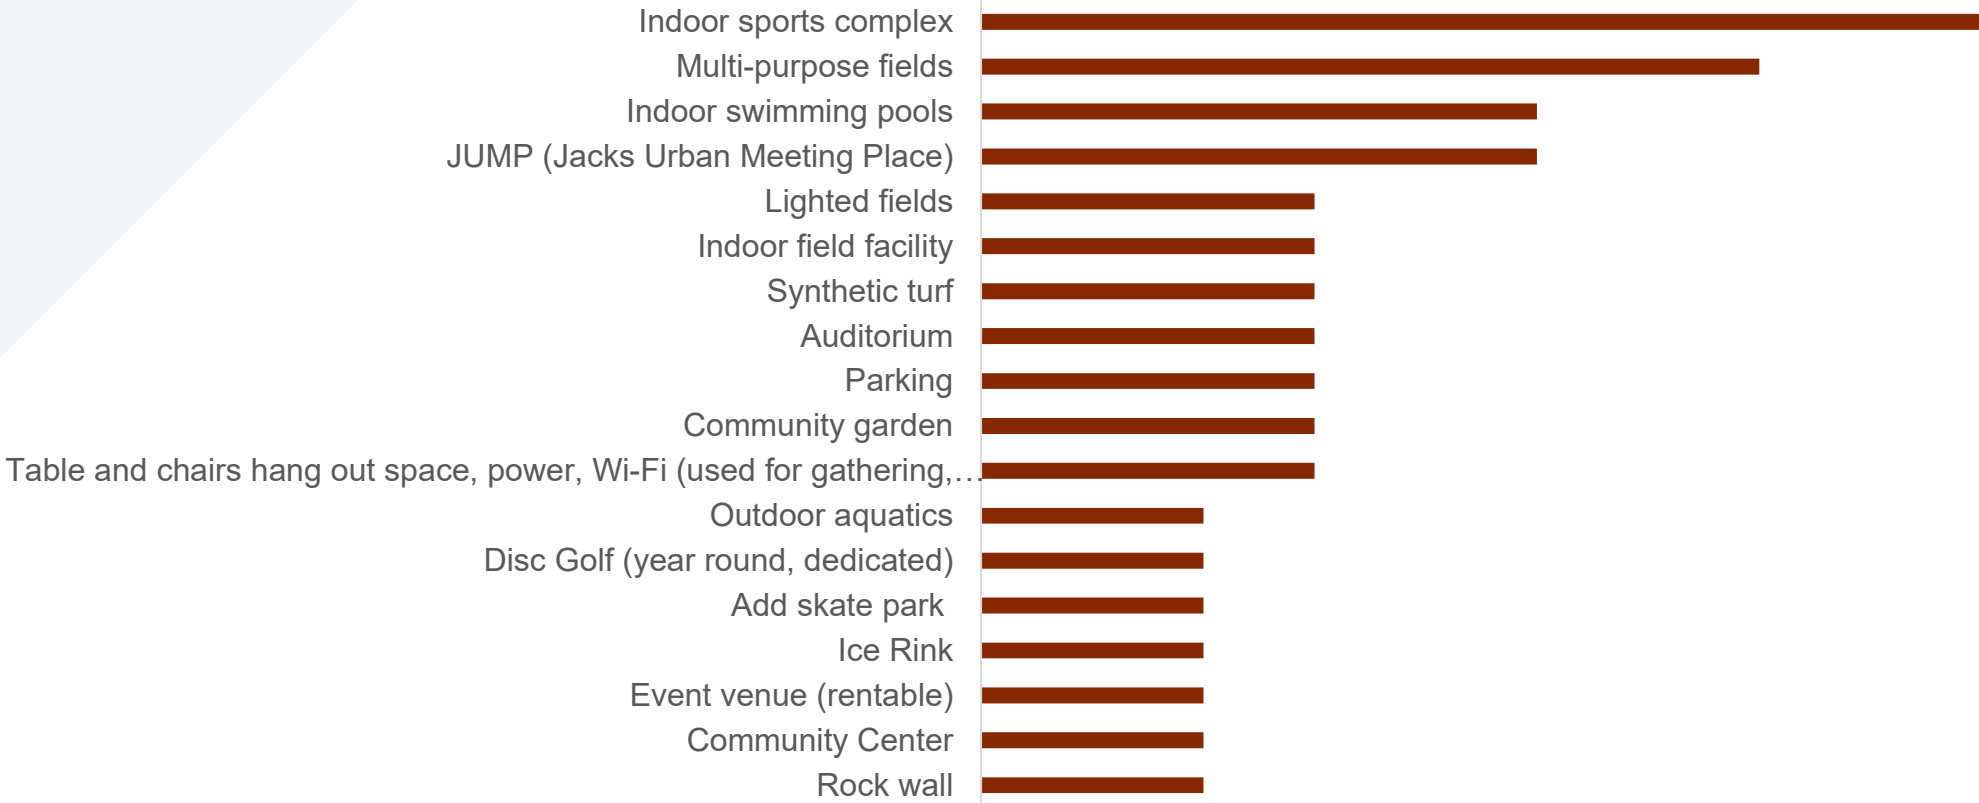 Indoor sports complex
Multi-purpose fields
Indoor swimming pools
JUMP (Jacks Urban Meeting Place)
Lighted fields
Indoor field facility
Synthetic turf
Auditorium
Parking
Community garden
Table and chairs hang out space, power, Wi-Fi (used for gathering,…
Outdoor aquatics
Disc Golf (year round, dedicated)
Add skate park
Ice Rink
Event venue (rentable)
Community Center
Rock wall